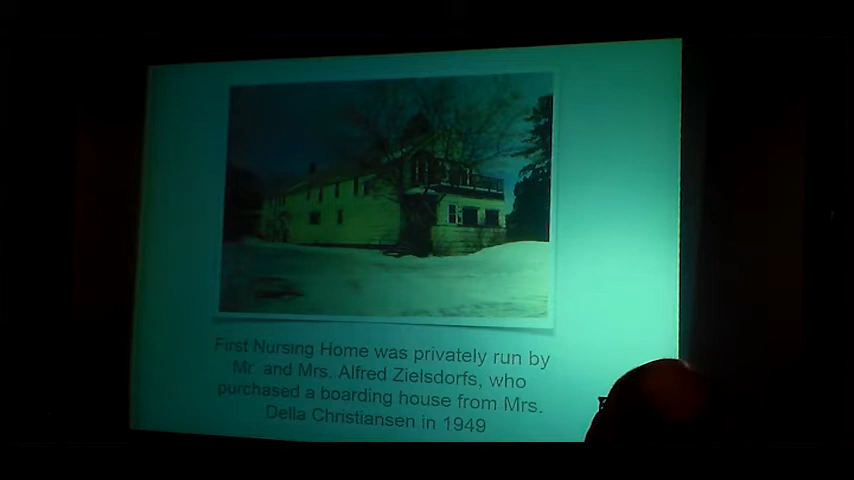 First Nursing Home was privately run by
Mr. and Mrs. Alfred Zielsdorfs, who
purchased a boarding house from Mrs.
Della Christiansen in 1949